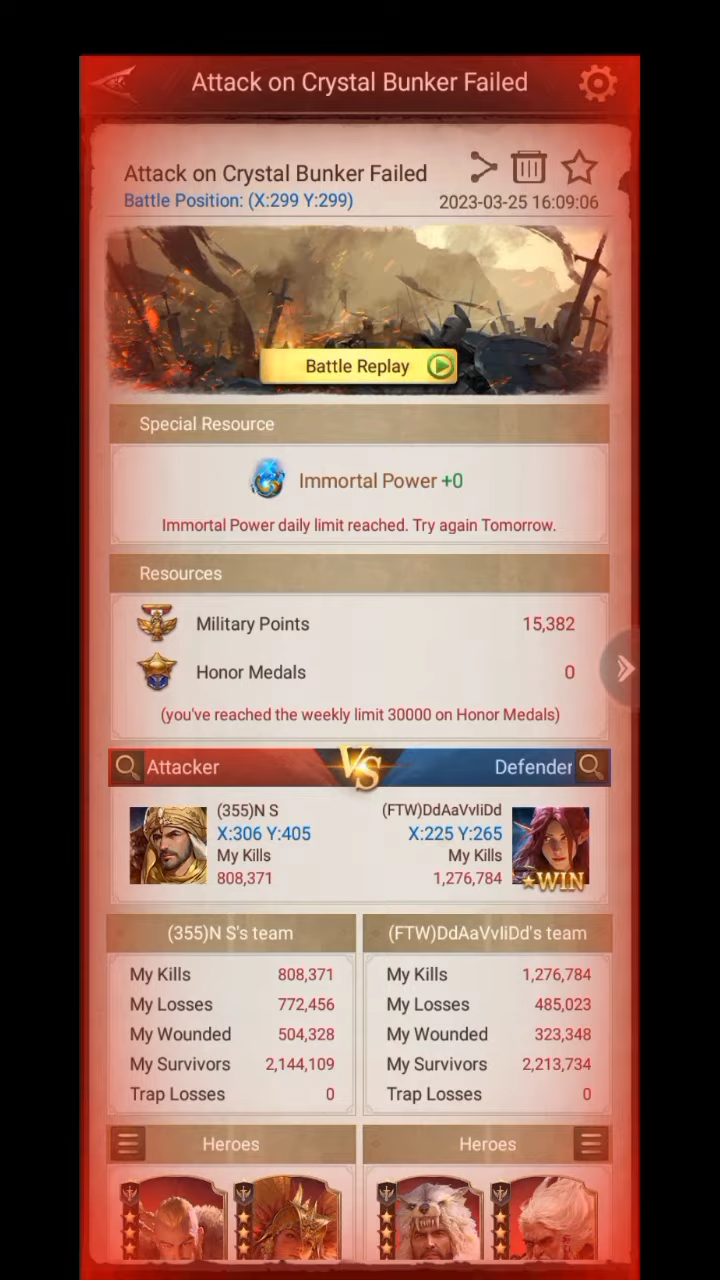 Attack on Crystal Bunker Failed
Attack on Crystal Bunker Failed
Battle Position: (X:299 Y:299)
2023-03-25 16:09:06
Battle Replay
Special Resource
Immortal Power +0
Immortal Power daily limit reached. Try again Tomorrow.
Resources
Military Points 15,382
Honor Medals 0
(you've reached the weekly limit 30000 on Honor Medals)
Attacker VS Defender
(355)N S
X:306 Y:405
My Kills
808,371
(FTW)DdAaVvIiDd
X:225 Y:265
My Kills
1,276,784
WIN
(355)N S's team
My Kills 808,371
My Losses 772,456
My Wounded 504,328
My Survivors 2,144,109
Trap Losses 0
(FTW)DdAaVvIiDd's team
My Kills 1,276,784
My Losses 485,023
My Wounded 323,348
My Survivors 2,213,734
Trap Losses 0
Heroes
Heroes